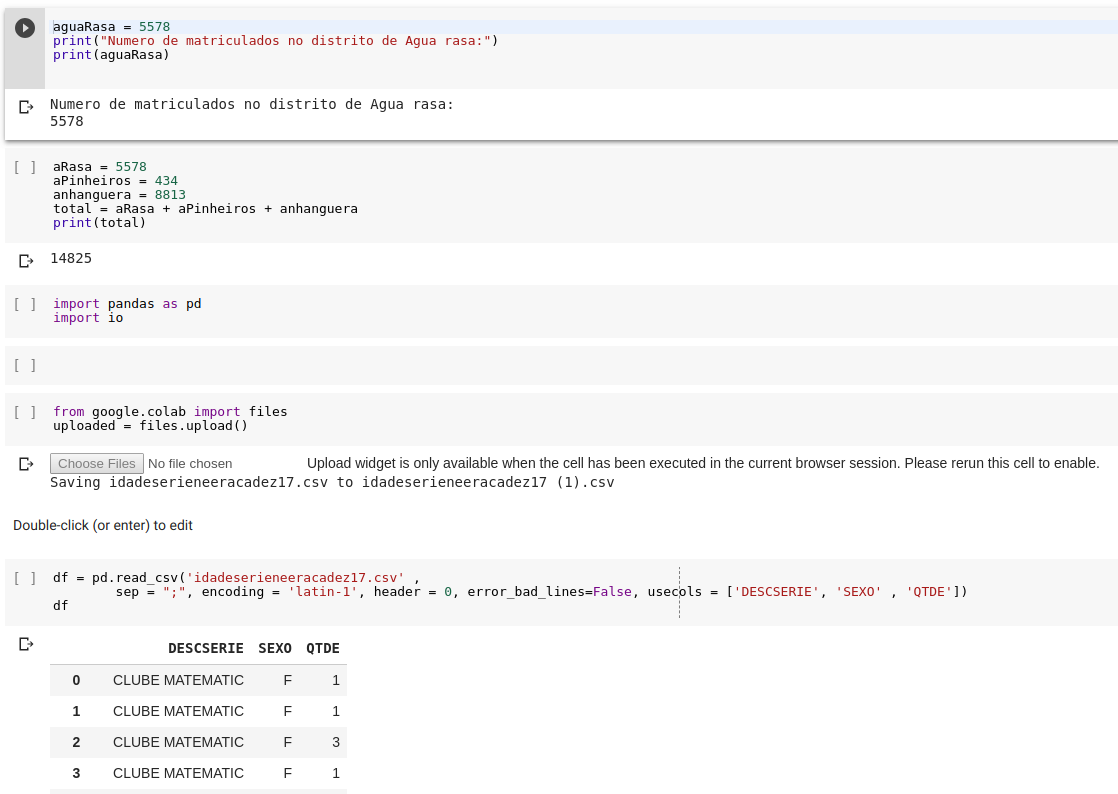 aguaRasa = 5578
print("Numero de matriculados no distrito de Agua rasa:")
print(aguaRasa)
Numero de matriculados no distrito de Agua rasa:
5578
[ ] aRasa = 5578
aPinheiros = 434
anhanguera = 8813
total = aRasa + aPinheiros + anhanguera
print(total)
14825
[ ] import pandas as pd
import io
[ ]
[ ] from google.colab import files
uploaded = files.upload()
Choose Files No file chosen Upload widget is only available when the cell has been executed in the current browser session. Please rerun this cell to enable.
Saving idadeserieneeracadez17.csv to idadeserieneeracadez17 (1).csv
Double-click (or enter) to edit
[ ] df = pd.read_csv('idadeserieneeracadez17.csv' ,
sep = ";", encoding = 'latin-1', header = 0, error_bad_lines=False, usecols = ['DESCSERIE', 'SEXO' , 'QTDE'])
df
DESCSERIE SEXO QTDE
0 CLUBE MATEMATIC F 1
1 CLUBE MATEMATIC F 1
2 CLUBE MATEMATIC F 3
3 CLUBE MATEMATIC F 1